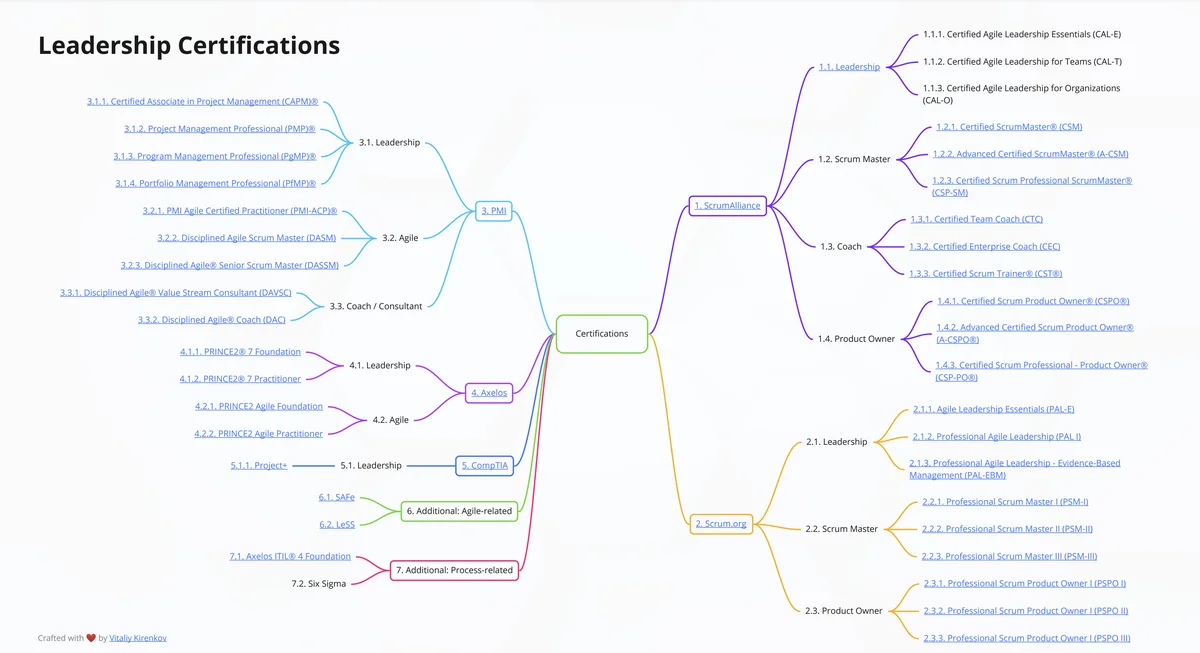 Leadership Certifications
Certifications
1. ScrumAlliance
1.1. Leadership
1.1.1. Certified Agile Leadership Essentials (CAL-E)
1.1.2. Certified Agile Leadership for Teams (CAL-T)
1.1.3. Certified Agile Leadership for Organizations
(CAL-O)
1.2. Scrum Master
1.2.1. Certified ScrumMaster® (CSM)
1.2.2. Advanced Certified ScrumMaster® (A-CSM)
1.2.3. Certified Scrum Professional ScrumMaster®
(CSP-SM)
1.3. Coach
1.3.1. Certified Team Coach (CTC)
1.3.2. Certified Enterprise Coach (CEC)
1.3.3. Certified Scrum Trainer® (CST®)
1.4. Product Owner
1.4.1. Certified Scrum Product Owner® (CSPO®)
1.4.2. Advanced Certified Scrum Product Owner®
(A-CSPO®)
1.4.3. Certified Scrum Professional - Product Owner®
(CSP-PO®)
2. Scrum.org
2.1. Leadership
2.1.1. Agile Leadership Essentials (PAL-E)
2.1.2. Professional Agile Leadership (PAL I)
2.1.3. Professional Agile Leadership - Evidence-Based
Management (PAL-EBM)
2.2. Scrum Master
2.2.1. Professional Scrum Master I (PSM-I)
2.2.2. Professional Scrum Master II (PSM-II)
2.2.3. Professional Scrum Master III (PSM-III)
2.3. Product Owner
2.3.1. Professional Scrum Product Owner I (PSPO I)
2.3.2. Professional Scrum Product Owner I (PSPO II)
2.3.3. Professional Scrum Product Owner I (PSPO III)
3. PMI
3.1. Leadership
3.1.1. Certified Associate in Project Management (CAPM)®
3.1.2. Project Management Professional (PMP)®
3.1.3. Program Management Professional (PgMP)®
3.1.4. Portfolio Management Professional (PfMP)®
3.2. Agile
3.2.1. PMI Agile Certified Practitioner (PMI-ACP)®
3.2.2. Disciplined Agile Scrum Master (DASM)
3.2.3. Disciplined Agile® Senior Scrum Master (DASSM)
3.3. Coach / Consultant
3.3.1. Disciplined Agile® Value Stream Consultant (DAVSC)
3.3.2. Disciplined Agile® Coach (DAC)
4. Axelos
4.1. Leadership
4.1.1. PRINCE2® 7 Foundation
4.1.2. PRINCE2® 7 Practitioner
4.2. Agile
4.2.1. PRINCE2 Agile Foundation
4.2.2. PRINCE2 Agile Practitioner
5. CompTIA
5.1. Leadership
5.1.1. Project+
6. Additional: Agile-related
6.1. SAFe
6.2. LeSS
7. Additional: Process-related
7.1. Axelos ITIL® 4 Foundation
7.2. Six Sigma
Crafted with ❤️ by Vitaliy Kirenkov